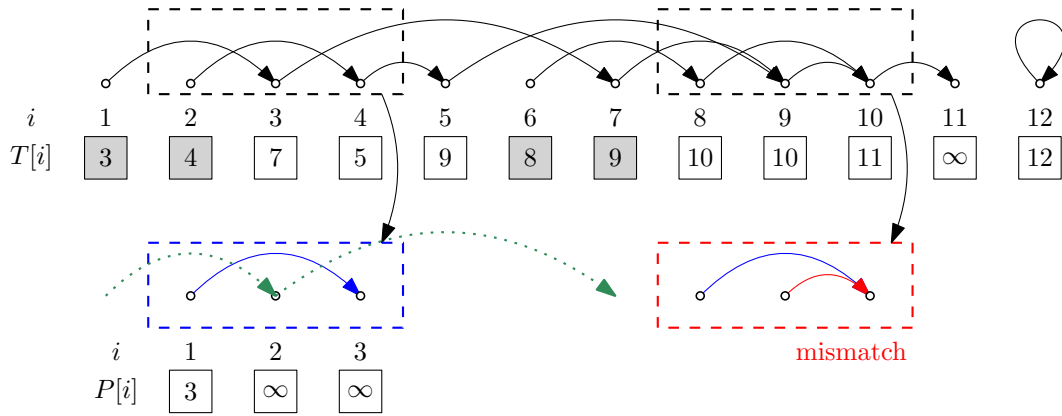 i 1 2 3 4 5 6 7 8 9 10 11 12
T[i] 3 4 7 5 9 8 9 10 10 11 ∞ 12
i 1 2 3 mismatch
P[i] 3 ∞ ∞